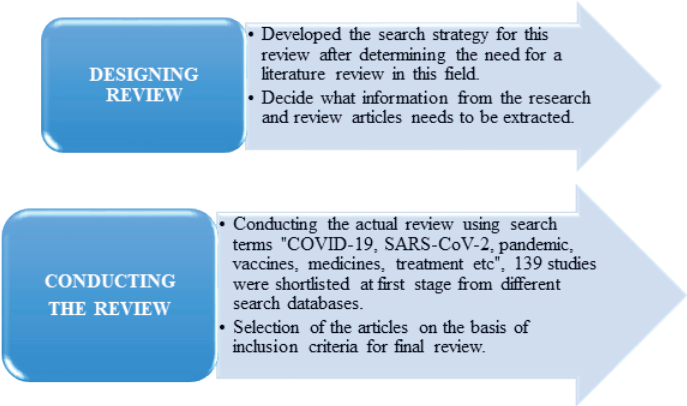 DESIGNING
REVIEW
• Developed the search strategy for this
review after determining the need for a
literature review in this field.
• Decide what information from the research
and review articles needs to be extracted.
CONDUCTING
THE REVIEW
• Conducting the actual review using search
terms "COVID-19, SARS-CoV-2, pandemic,
vaccines, medicines, treatment etc", 139 studies
were shortlisted at first stage from different
search databases.
• Selection of the articles on the basis of
inclusion criteria for final review.